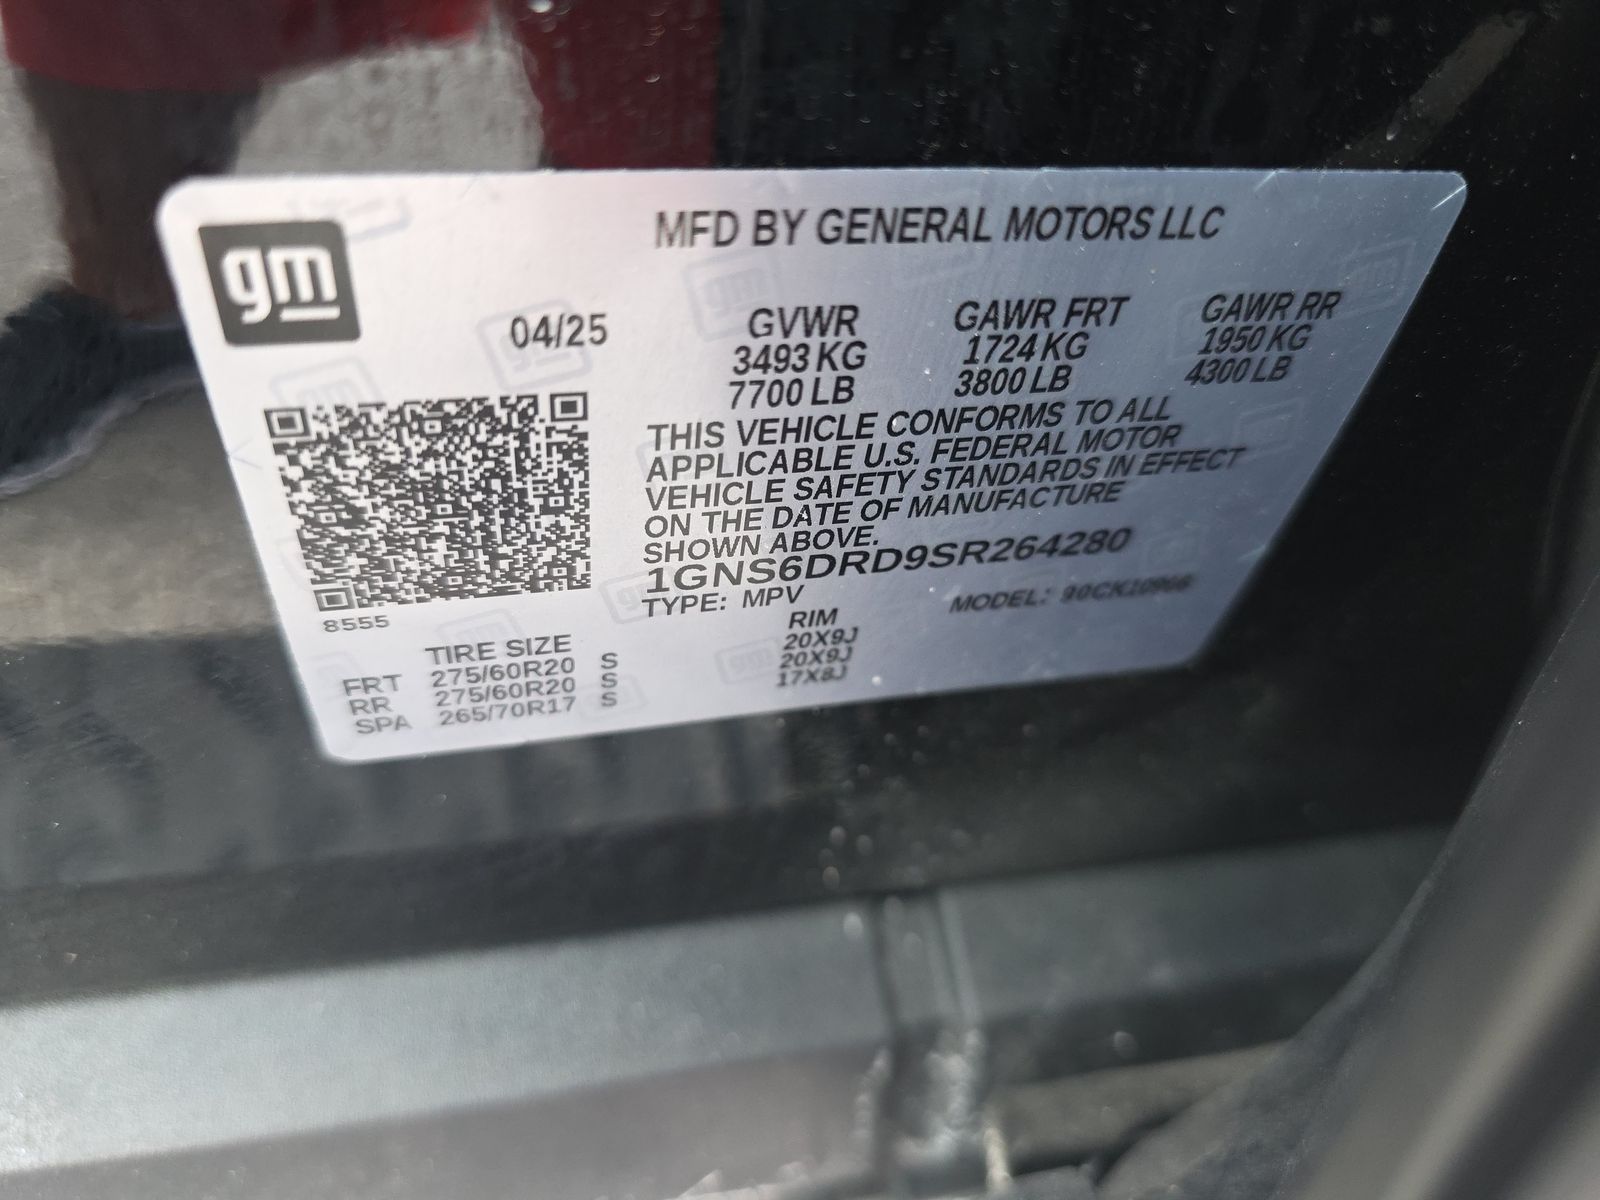 gm
MFD BY GENERAL MOTORS LLC
04/25 GVWR GAWR FRT GAWR RR
3493 KG 1724 KG 1950 KG
7700 LB 3800 LB 4300 LB
THIS VEHICLE CONFORMS TO ALL
APPLICABLE U.S. FEDERAL MOTOR
VEHICLE SAFETY STANDARDS IN EFFECT
ON THE DATE OF MANUFACTURE
SHOWN ABOVE.
1GNS6DRD9SR264280
TYPE: MPV MODEL:
8555
TIRE SIZE RIM
FRT 275/60R20 S 20X9J
RR 275/60R20 S 20X9J
SPA 265/70R17 S 17X8J